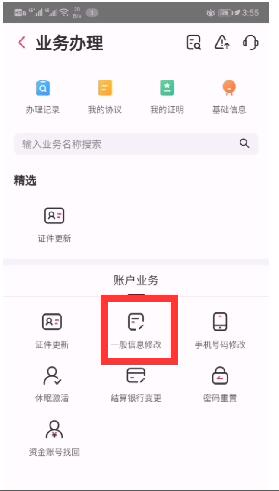 3:55
业务办理
办理记录 我的协议 我的证明 基础信息
输入业务名称搜索
精选
证件更新
账户业务
证件更新 一般信息修改 手机号码修改
休眠激活 结算银行变更 密码重置
资金账号找回